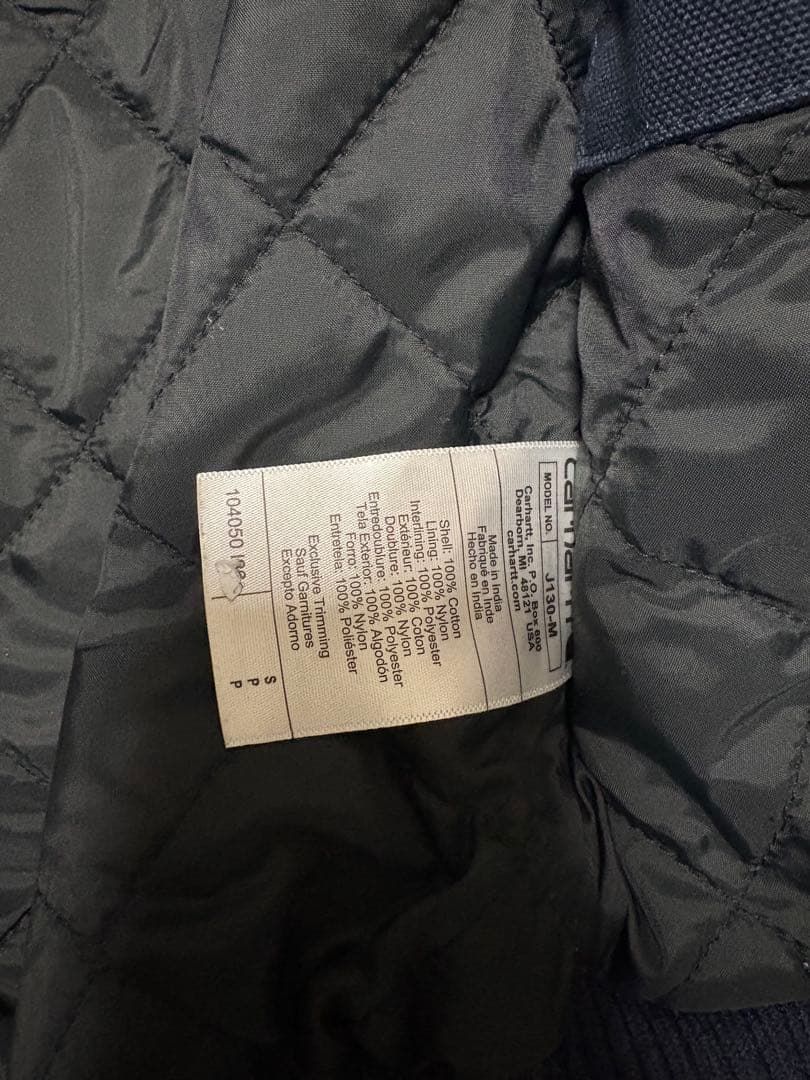 carhartt
MODEL NO. J130-M
Carhartt, Inc. P.O. Box 600
Dearborn, MI 48121 USA
carhartt.com
Made in India
Fabriqué en Inde
Hecho en India
Shell: 100% Cotton
Lining: 100% Nylon
Interlining: 100% Polyester
Extérieur: 100% Coton
Doublure: 100% Nylon
Entredoublure: 100% Polyester
Tela Exterior: 100% Algodón
Forro: 100% Nylon
Entretela: 100% Poliéster
Exclusive Trimming
Sauf Garnitures
Excepto Adorno
104050
S
P
P